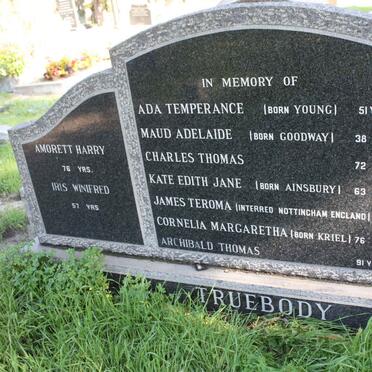 AMORETT HARRY
76 YRS.
IRIS WINIFRED
57 YRS
IN MEMORY OF
ADA TEMPERANCE (BORN YOUNG) 51
MAUD ADELAIDE (BORN GOODWAY) 38
CHARLES THOMAS 72
KATE EDITH JANE (BORN AINSBURY) 63
JAMES TEROMA (INTERRED NOTTINGHAM ENGLAND)
CORNELIA MARGARETHA (BORN KRIEL) 76
ARCHIBALD THOMAS 91
TRUEBODY